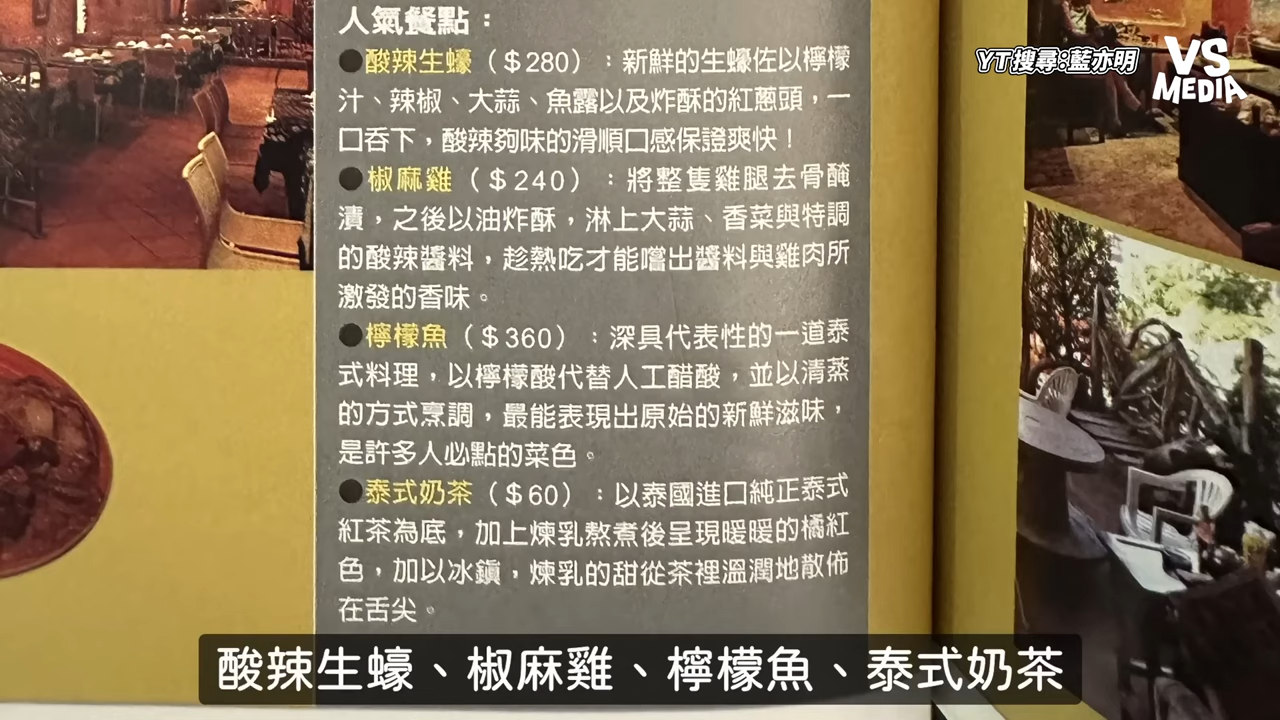 人氣餐點：
●酸辣生蠔（＄280）：新鮮的生蠔佐以檸檬
汁、辣椒、大蒜、魚露以及炸酥的紅蔥頭，一
口吞下，酸辣夠味的滑順口感保證爽快！
●椒麻雞（＄240）：將整隻雞腿去骨醃
漬，之後以油炸酥，淋上大蒜、香菜與特調
的酸辣醬料，趁熱吃才能嚐出醬料與雞肉所
激發的香味。
●檸檬魚（＄360）：深具代表性的一道泰
式料理，以檸檬酸代替人工醋酸，並以清蒸
的方式烹調，最能表現出原始的新鮮滋味，
是許多人必點的菜色。
●泰式奶茶（＄60）：以泰國進口純正泰式
紅茶為底，加上煉乳熬煮後呈現暖暖的橘紅
色，加以冰鎮，煉乳的甜從茶裡溫潤地散佈
在舌尖。
YT搜尋:藍亦明
VS
MEDIA
酸辣生蠔、椒麻雞、檸檬魚、泰式奶茶